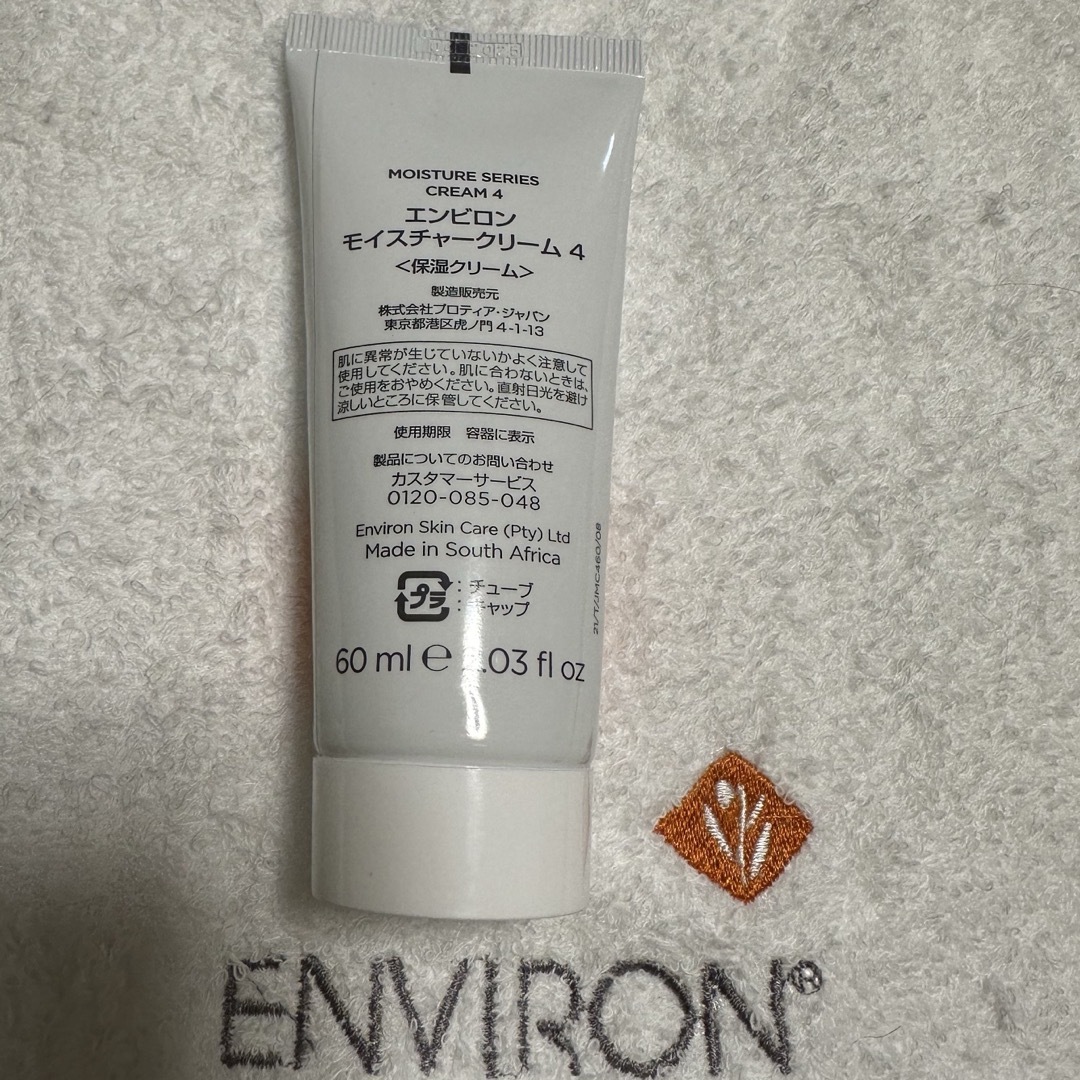 MOISTURE SERIES
CREAM 4
エンビロン
モイスチャークリーム 4
<保湿クリーム>
製造販売元
株式会社プロティア・ジャパン
東京都港区虎ノ門 4-1-13
肌に異常が生じていないかよく注意して
使用してください。肌に合わないときは、
ご使用をおやめください。直射日光を避け
涼しいところに保管してください。
使用期限 容器に表示
製品についてのお問い合わせ
カスタマーサービス
0120-085-048
Environ Skin Care (Pty) Ltd
Made in South Africa
プラ : チューブ
: キャップ
60 ml ℮ .03 fl oz
21/T/JMC460/08
ENVIRON®